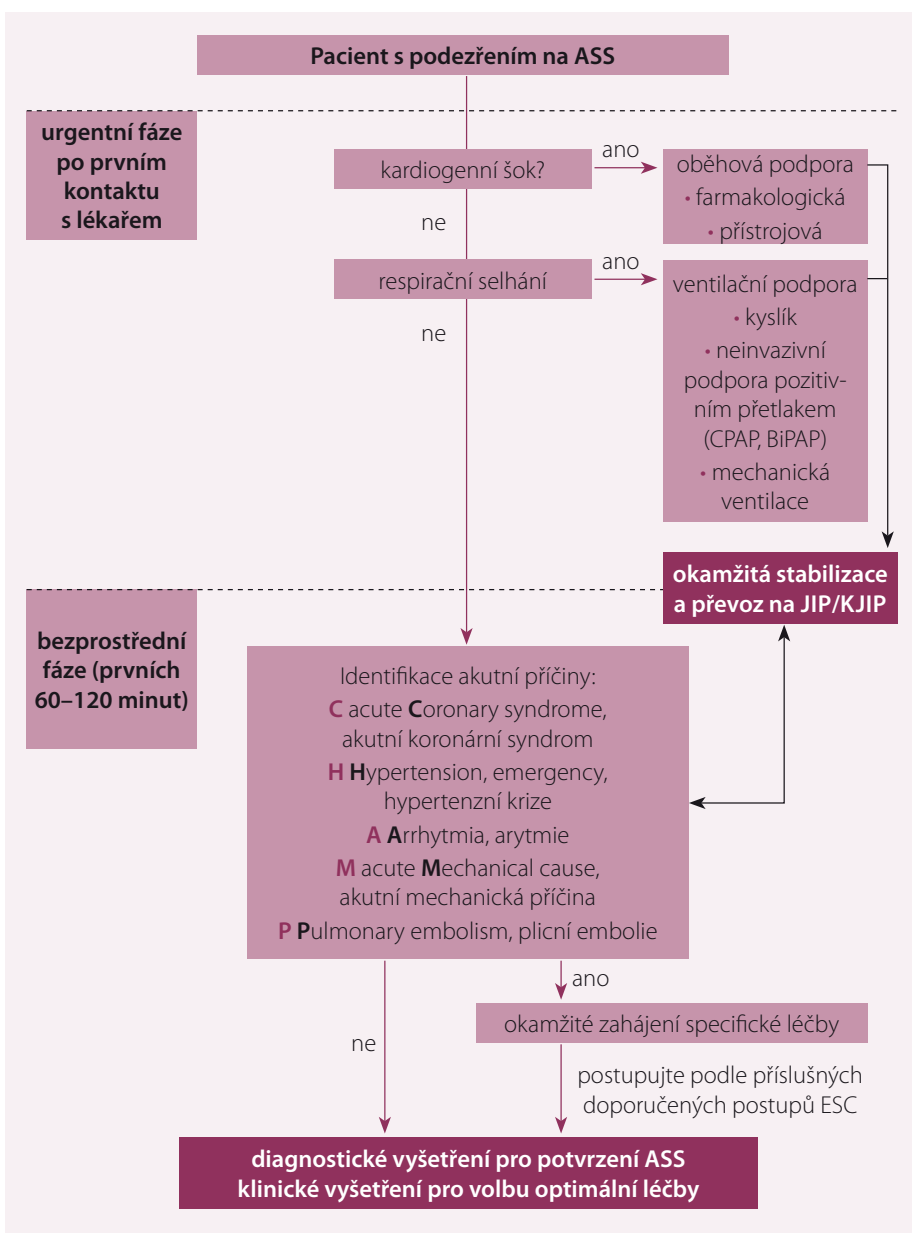 Pacient s podezřením na ASS
urgentní fáze
po prvním
kontaktu
s lékařem
kardiogenní šok?
ano
oběhová podpora
• farmakologická
• přístrojová
ne
respirační selhání
ano
ventilační podpora
• kyslík
• neinvazivní
podpora pozitiv-
ním přetlakem
(CPAP, BiPAP)
• mechanická
ventilace
ne
okamžitá stabilizace
a převoz na JIP/KJIP
bezprostřední
fáze (prvních
60–120 minut)
Identifikace akutní příčiny:
C acute Coronary syndrome,
akutní koronární syndrom
H Hypertension, emergency,
hypertenzní krize
A Arrhytmia, arytmie
M acute Mechanical cause,
akutní mechanická příčina
P Pulmonary embolism, plicní embolie
ano
okamžité zahájení specifické léčby
ne
postupujte podle příslušných
doporučených postupů ESC
diagnostické vyšetření pro potvrzení ASS
klinické vyšetření pro volbu optimální léčby